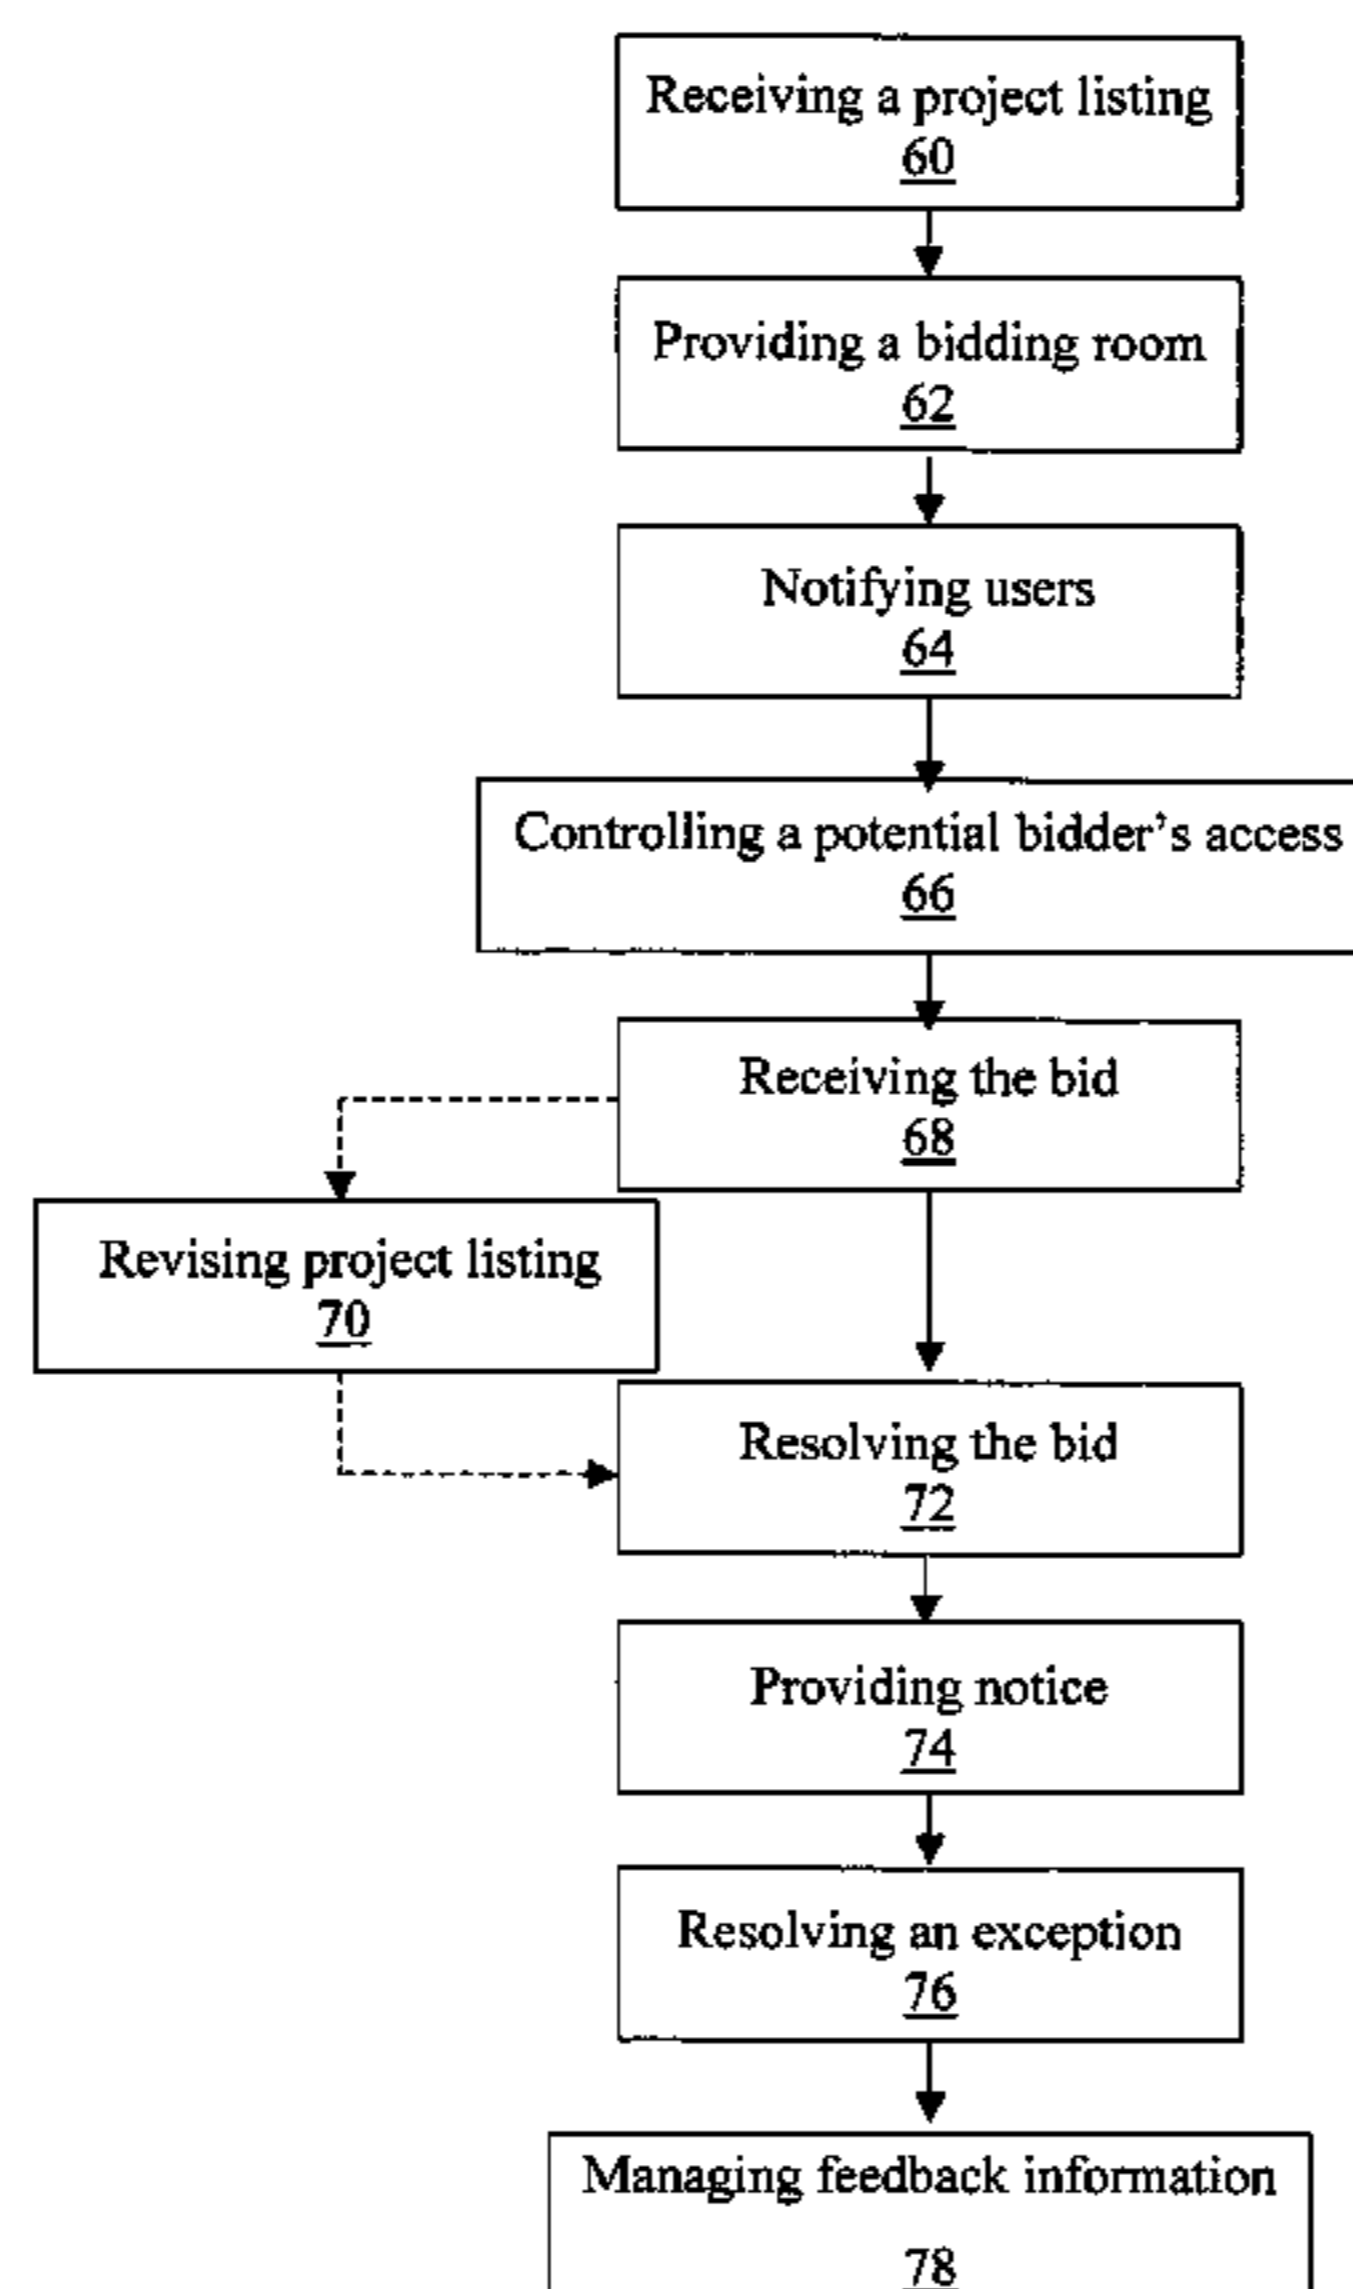 Receiving a project listing
60
Providing a bidding room
62
Notifying users
64
Controlling a potential bidder's access
66
Receiving the bid
68
Revising project listing
70
Resolving the bid
72
Providing notice
74
Resolving an exception
76
Managing feedback information
78